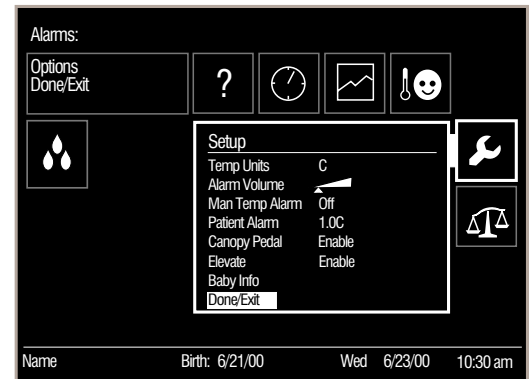 Alarms:
Options
Done/Exit
?
Setup
Temp Units C
Alarm Volume
Man Temp Alarm Off
Patient Alarm 1.0C
Canopy Pedal Enable
Elevate Enable
Baby Info
Done/Exit
Name Birth: 6/21/00 Wed 6/23/00 10:30 am